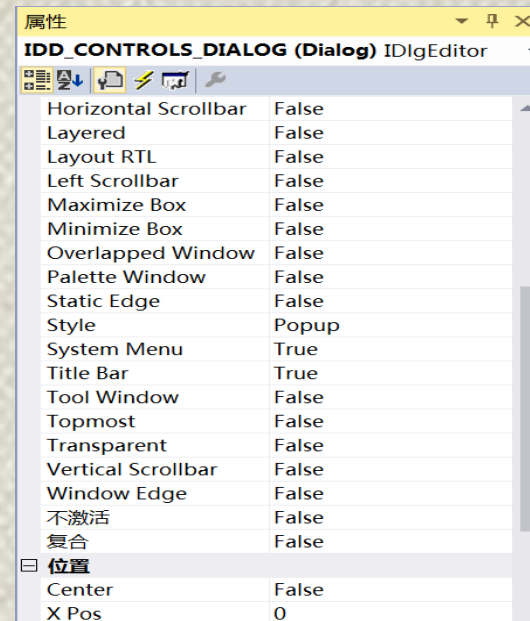 属性
IDD_CONTROLS_DIALOG (Dialog) IDlgEditor
Horizontal Scrollbar False
Layered False
Layout RTL False
Left Scrollbar False
Maximize Box False
Minimize Box False
Overlapped Window False
Palette Window False
Static Edge False
Style Popup
System Menu True
Title Bar True
Tool Window False
Topmost False
Transparent False
Vertical Scrollbar False
Window Edge False
不激活 False
复合 False
位置
Center False
X Pos 0